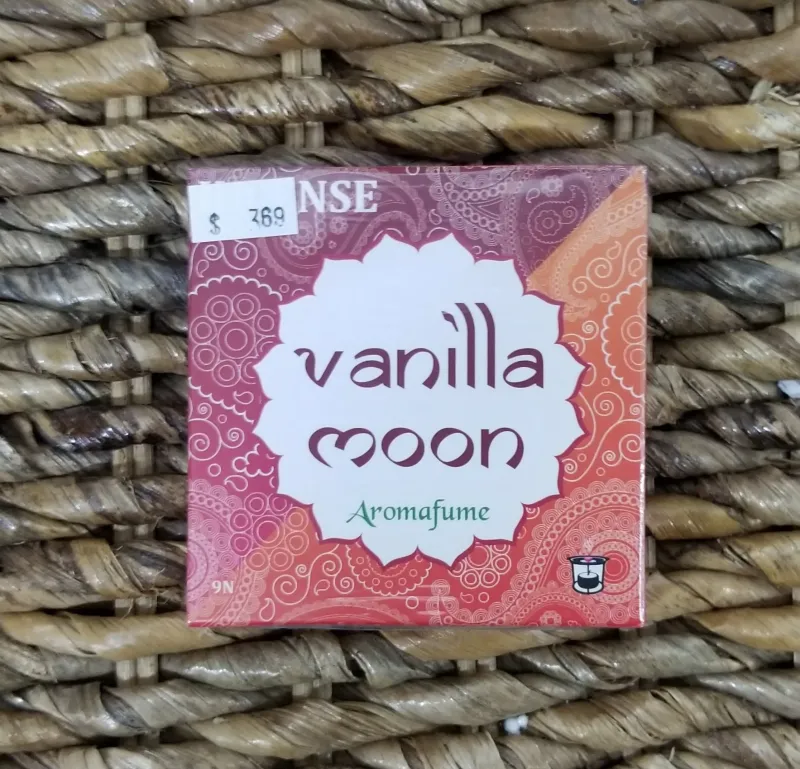 NSE
$ 369
vanilla
moon
Aromafume
9N